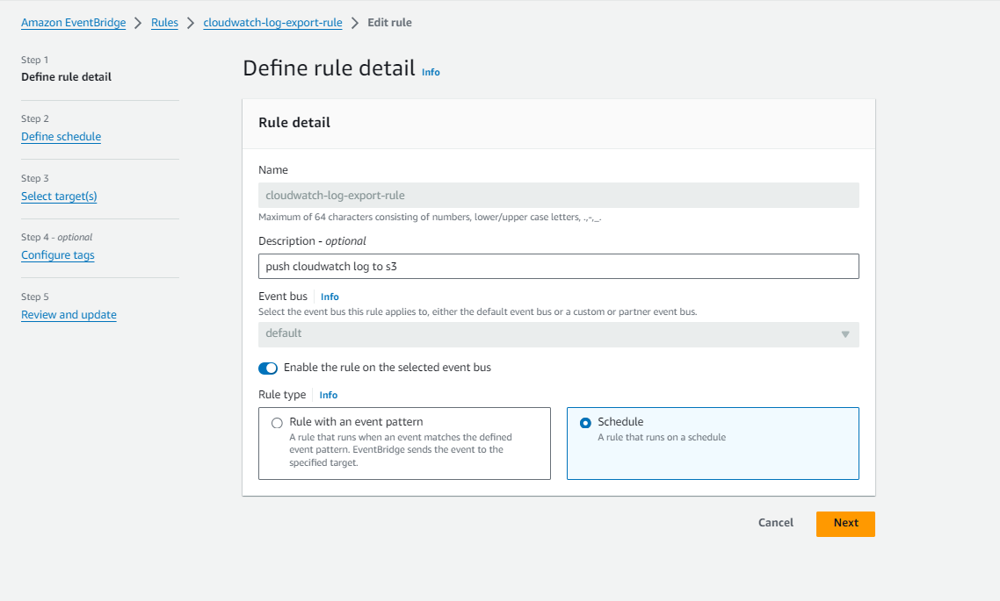 Amazon EventBridge > Rules > cloudwatch-log-export-rule > Edit rule
Step 1
Define rule detail
Step 2
Define schedule
Step 3
Select target(s)
Step 4 - optional
Configure tags
Step 5
Review and update
Define rule detail Info
Rule detail
Name
cloudwatch-log-export-rule
Maximum of 64 characters consisting of numbers, lower/upper case letters, .,-,_.
Description - optional
push cloudwatch log to s3
Event bus Info
Select the event bus this rule applies to, either the default event bus or a custom or partner event bus.
default
Enable the rule on the selected event bus
Rule type Info
Rule with an event pattern
A rule that runs when an event matches the defined
event pattern. EventBridge sends the event to the
specified target.
Schedule
A rule that runs on a schedule
Cancel
Next